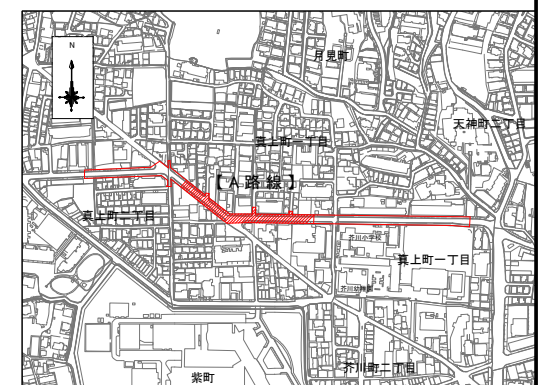 N
月見町
天神町二丁目
真上町一丁目
【 A 路 線 】
真上町二丁目
芥川小学校
真上町一丁目
芥川幼稚園
芥川町二丁目
紫町